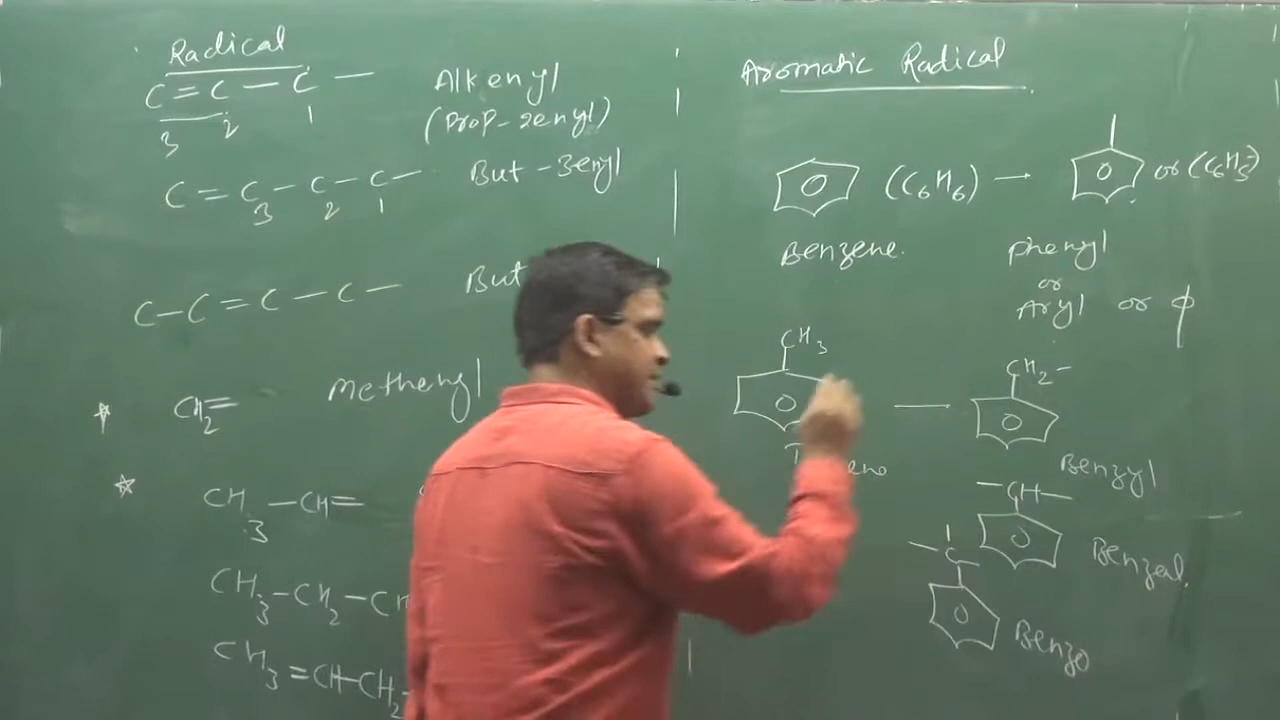 Radical
C = C — C —
3 2 1
Alkenyl
(Prop-2enyl)
C = C — C — C —
3 2 1
But-3enyl
C — C = C — C —
But
* CH2=
Methenyl
☆ CH3 — CH=
CH3 — CH2 — CH
CH3 = CH — CH2 —
Aromatic Radical
(C6H6) → or (C6H5)
Benzene.
Phenyl
or
Aryl or ϕ
CH3
CH2 —
Benzyl
— CH —
Benzal
— C —
Benzo